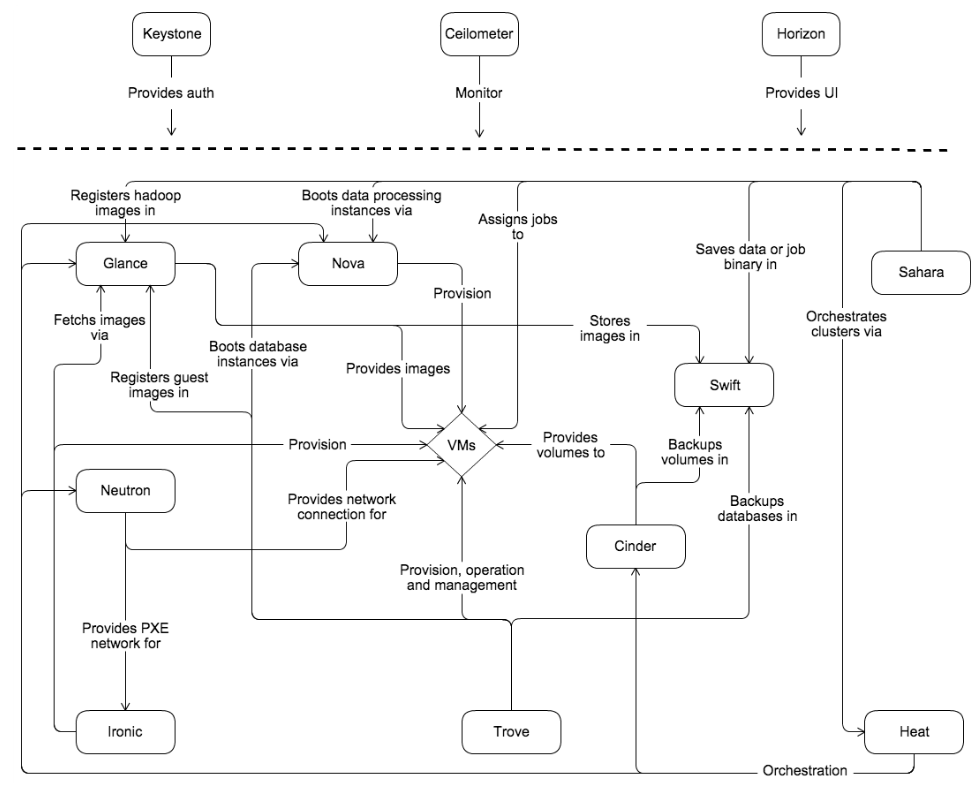 Keystone
Ceilometer
Horizon
Provides auth
Monitor
Provides UI
Registers hadoop
images in
Boots data processing
instances via
Assigns jobs
to
Saves data or job
binary in
Glance
Nova
Sahara
Provision
Fetchs images
via
Stores
images in
Orchestrates
clusters via
Boots database
instances via
Provides images
Registers guest
images in
Swift
Provision
VMs
Provides
volumes to
Backups
volumes in
Neutron
Provides network
connection for
Backups
databases in
Cinder
Provision, operation
and management
Provides PXE
network for
Ironic
Trove
Heat
Orchestration